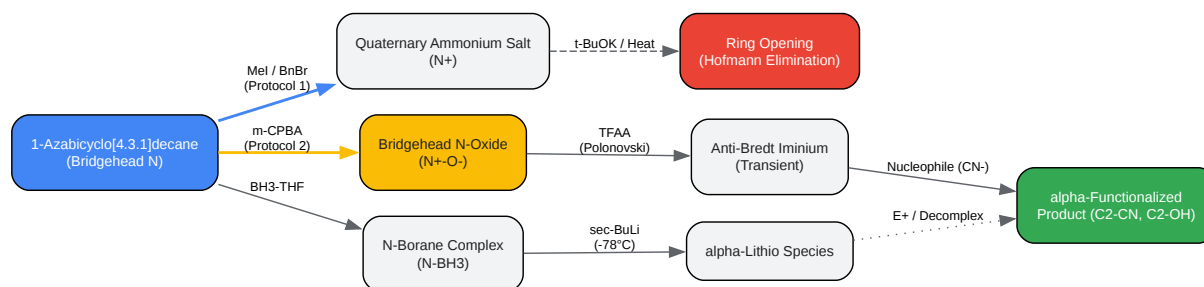 Quaternary Ammonium Salt
(N+)
t-BuOK / Heat
Ring Opening
(Hofmann Elimination)
MeI / BnBr
(Protocol 1)
1-Azabicyclo[4.3.1]decane
(Bridgehead N)
m-CPBA
(Protocol 2)
Bridgehead N-Oxide
(N+-O-)
TFAA
(Polonovski)
Anti-Bredt Iminium
(Transient)
Nucleophile (CN-)
alpha-Functionalized
Product (C2-CN, C2-OH)
BH3-THF
N-Borane Complex
(N-BH3)
sec-BuLi
(-78°C)
alpha-Lithio Species
E+ / Decomplex